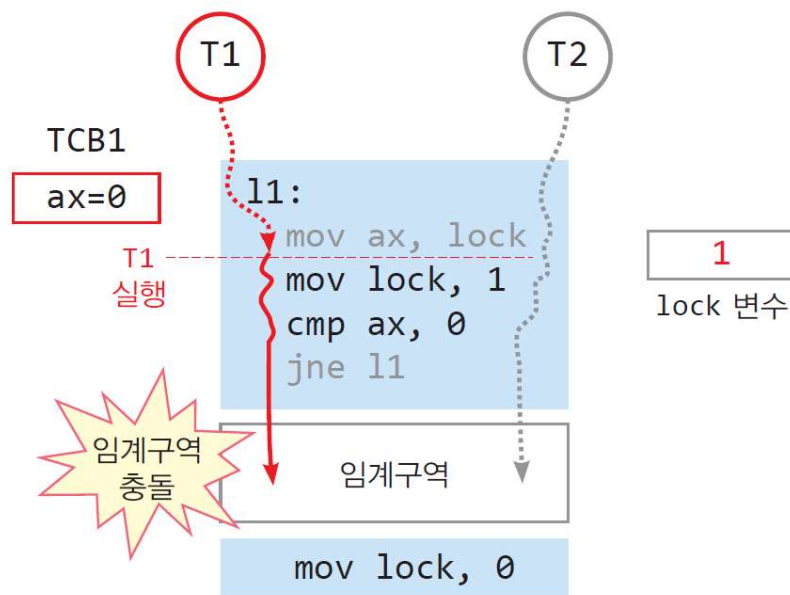 T1
T2
TCB1
ax=0
l1:
mov ax, lock
T1
실행
mov lock, 1
cmp ax, 0
jne l1
1
lock 변수
임계구역
충돌
임계구역
mov lock, 0